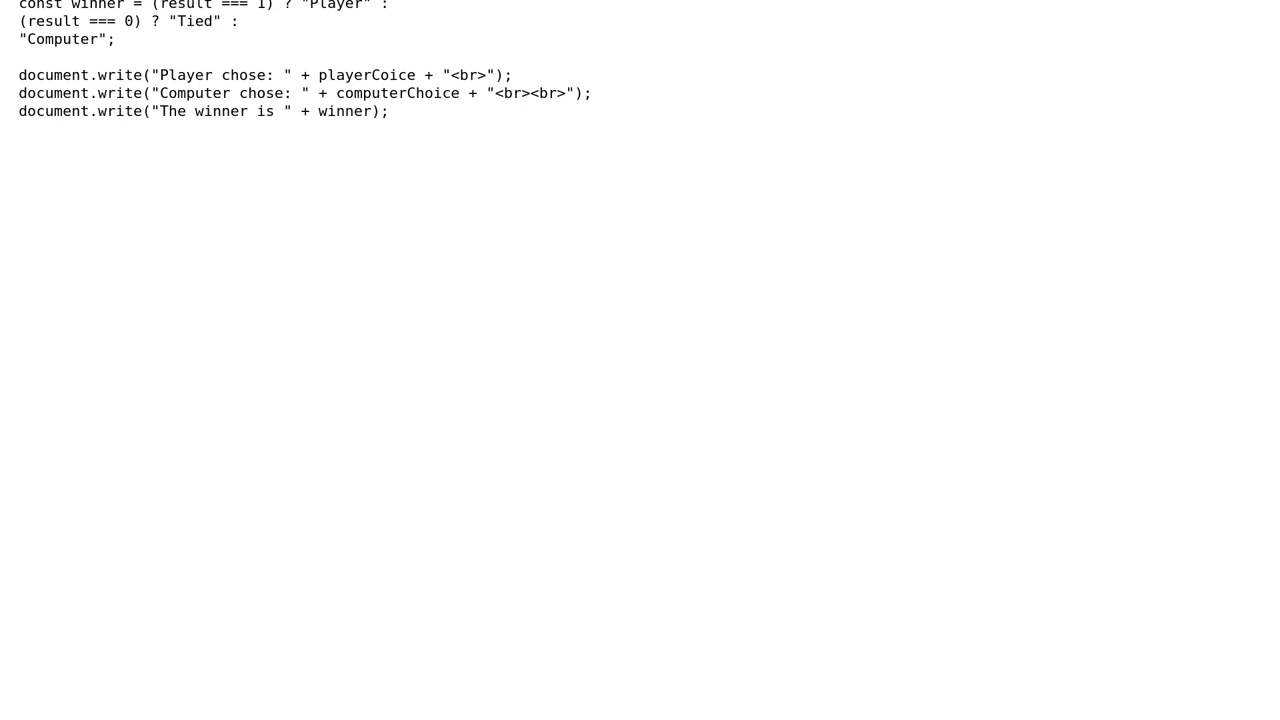 const winner = (result === 1) ? "Player" :
(result === 0) ? "Tied" :
"Computer";
document.write("Player chose: " + playerCoice + "<br>");
document.write("Computer chose: " + computerChoice + "<br><br>");
document.write("The winner is " + winner);